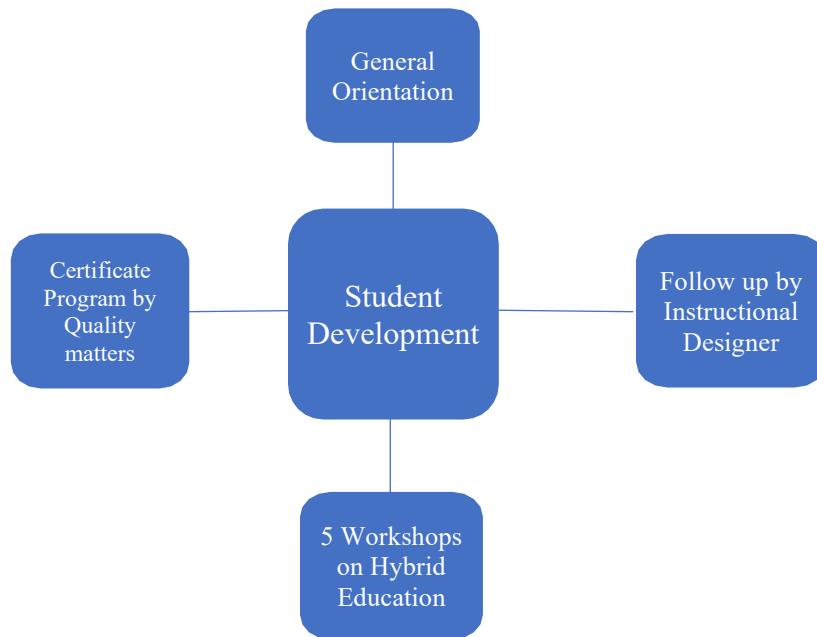 General
Orientation
Certificate
Program by
Quality
matters
Student
Development
Follow up by
Instructional
Designer
5 Workshops
on Hybrid
Education